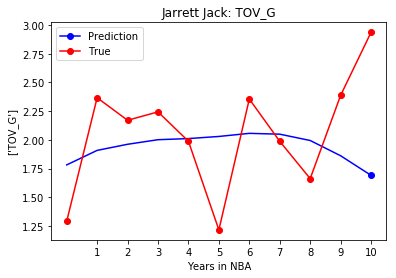 Jarrett Jack: TOV_G
Prediction
True
3.00
2.75
2.50
2.25
2.00
1.75
1.50
1.25
['TOV_G']
1 2 3 4 5 6 7 8 9 10
Years in NBA